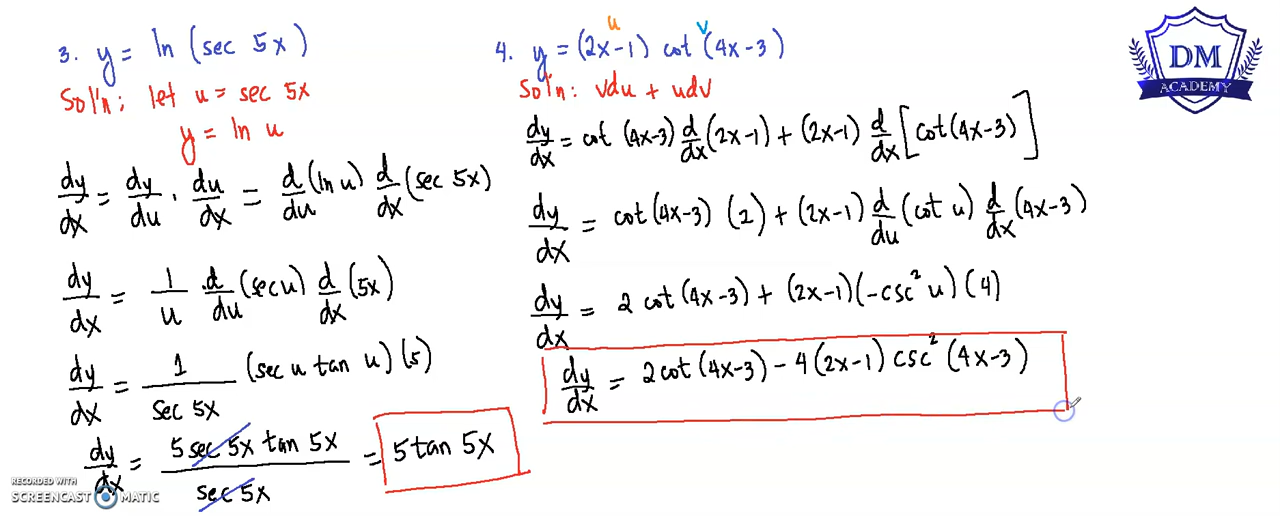 3. y = ln (sec 5x)
Sol'n: let u = sec 5x
y = ln u
dy/dx = dy/du · du/dx = d/du (ln u) d/dx (sec 5x)
dy/dx = 1/u · d/du (sec u) d/dx (5x)
dy/dx = 1/sec 5x (sec u tan u) (5)
dy/dx = 5 sec 5x tan 5x / sec 5x = 5 tan 5x
u v
4. y = (2x-1) cot (4x-3)
Sol'n: vdu + udv
dy/dx = cot (4x-3) d/dx (2x-1) + (2x-1) d/dx [cot (4x-3)]
dy/dx = cot (4x-3) (2) + (2x-1) d/du (cot u) d/dx (4x-3)
dy/dx = 2 cot (4x-3) + (2x-1) (-csc² u) (4)
dy/dx = 2 cot (4x-3) - 4 (2x-1) csc² (4x-3)
DM
ACADEMY
RECORDED WITH
SCREENCAST MATIC